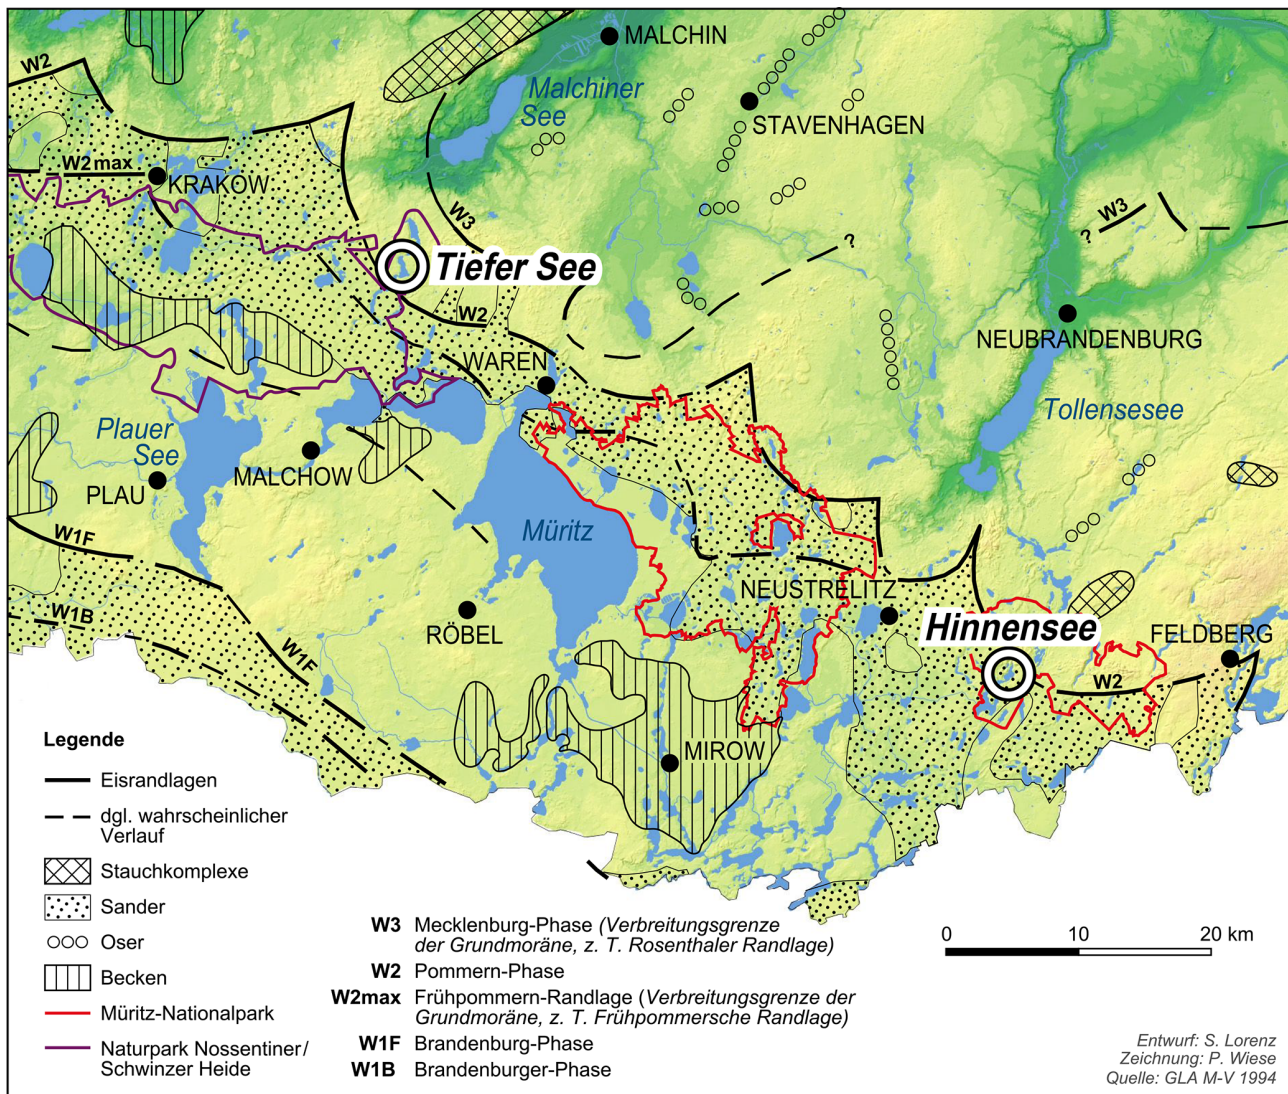 MALCHIN
W2
Malchiner
See
STAVENHAGEN
W2max
KRAKOW
W3
W3
?
?
Tiefer See
W2
NEUBRANDENBURG
WAREN
Tollensesee
Plauer
See
MALCHOW
PLAU
Müritz
W1F
NEUSTRELITZ
W1B
RÖBEL
Hinnensee
FELDBERG
W1F
W2
MIROW
Legende
Eisrandlagen
dgl. wahrscheinlicher
Verlauf
Stauchkomplexe
Sander
Oser
Becken
Müritz-Nationalpark
Naturpark Nossentiner/
Schwinzer Heide
W3 Mecklenburg-Phase (Verbreitungsgrenze
der Grundmoräne, z. T. Rosenthaler Randlage)
W2 Pommern-Phase
W2max Frühpommern-Randlage (Verbreitungsgrenze der
Grundmoräne, z. T. Frühpommersche Randlage)
W1F Brandenburg-Phase
W1B Brandenburger-Phase
0 10 20 km
Entwurf: S. Lorenz
Zeichnung: P. Wiese
Quelle: GLA M-V 1994